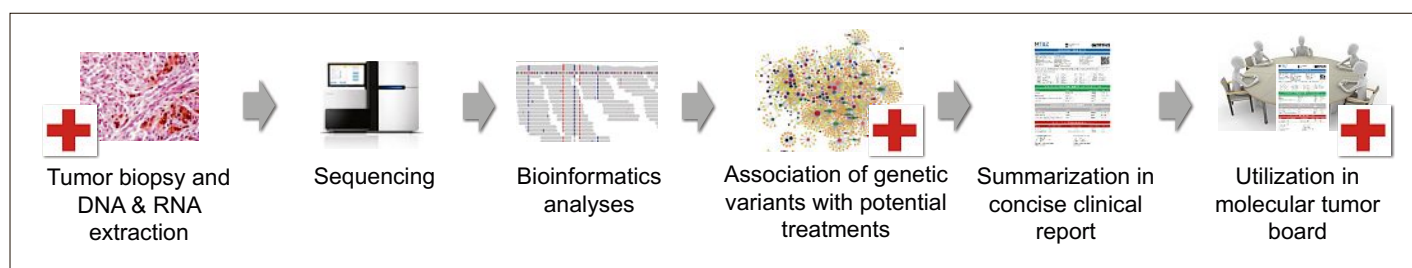 Tumor biopsy and
DNA & RNA
extraction
Sequencing
Bioinformatics
analyses
Association of genetic
variants with potential
treatments
Summarization in
concise clinical
report
Utilization in
molecular tumor
board